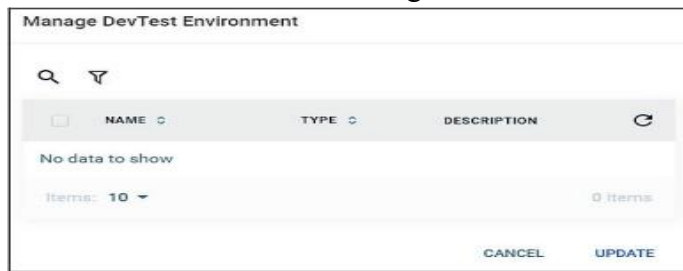 Manage DevTest Environment
NAME TYPE DESCRIPTION
No data to show
Items: 10 0 Items
CANCEL UPDATE